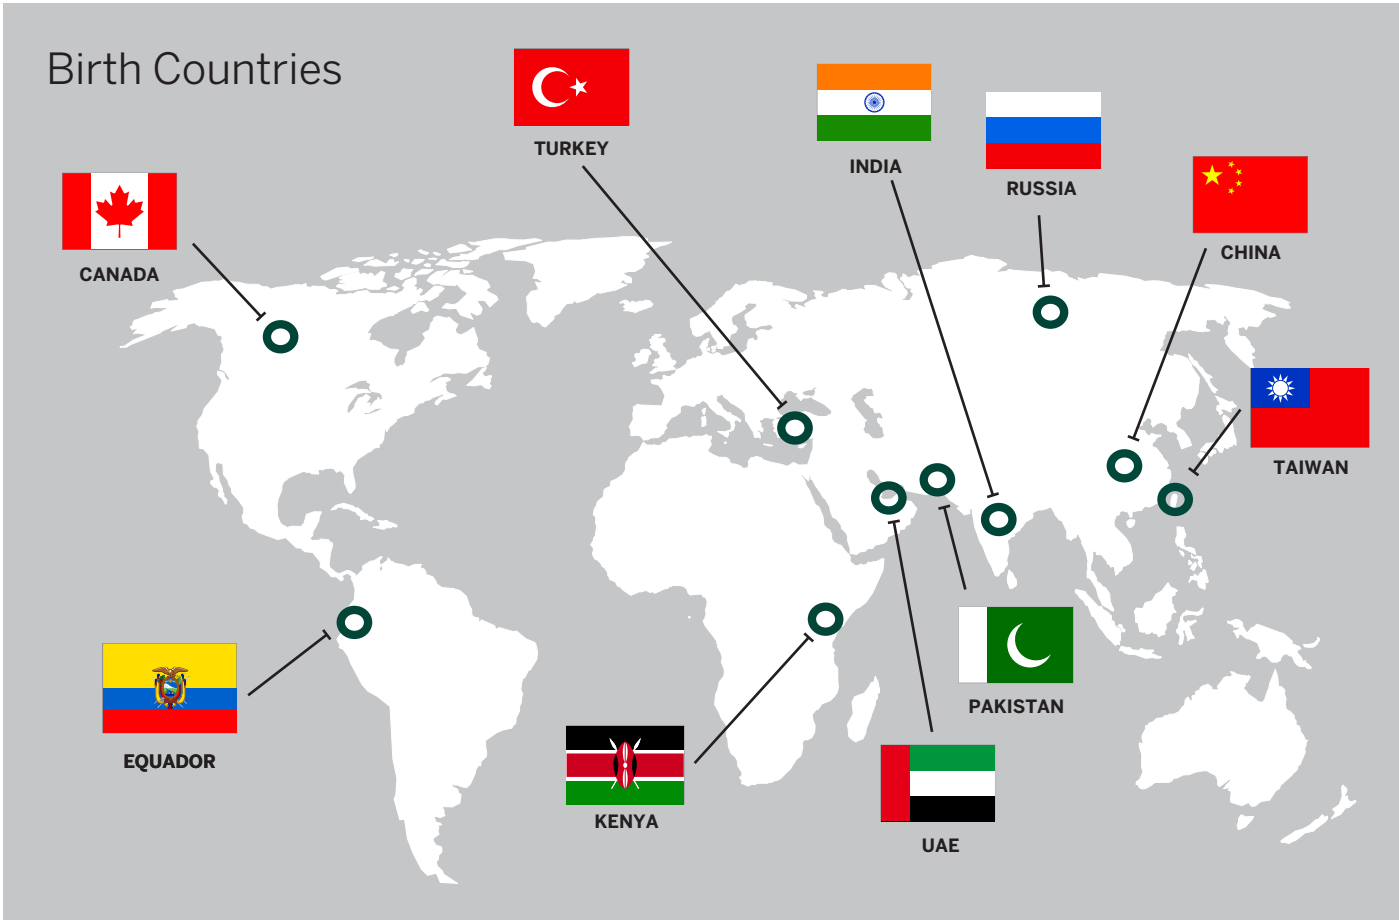 Birth Countries
TURKEY
INDIA
RUSSIA
CHINA
CANADA
TAIWAN
PAKISTAN
EQUADOR
KENYA
UAE